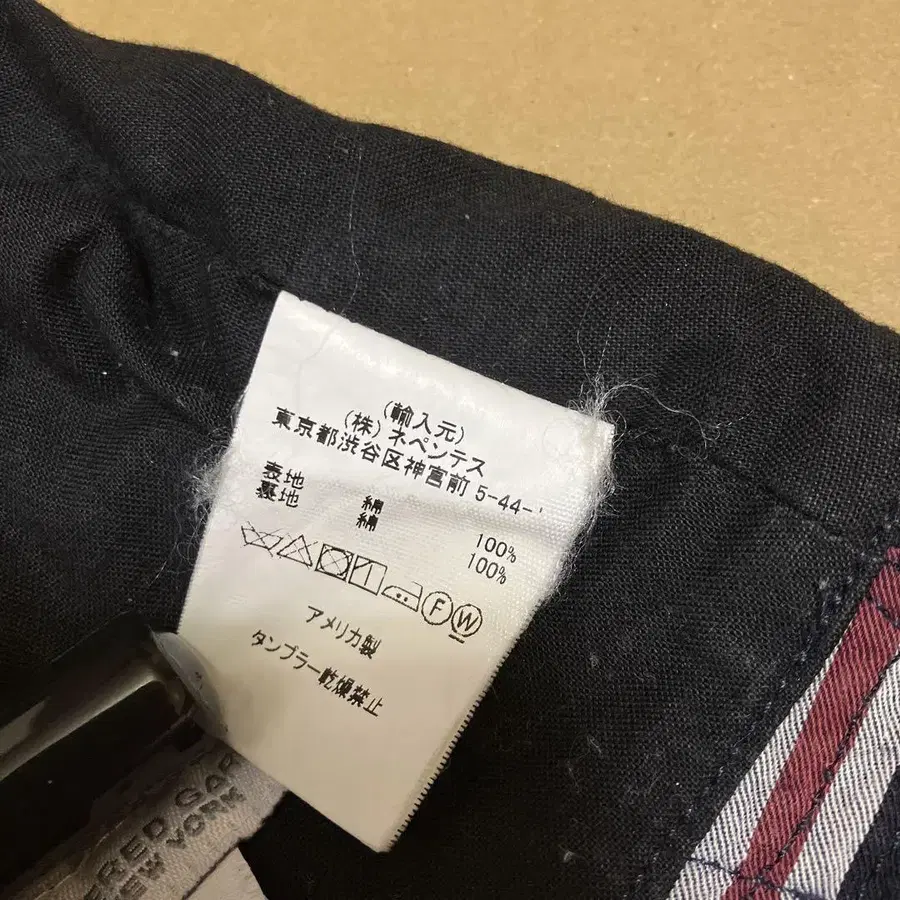 (輸入元)
(株) ネペンテス
東京都渋谷区神宮前 5-44-
表地 綿 100%
裏地 綿 100%
F W
アメリカ製
タンブラー乾燥禁止
ERED GAR
NEW YORK